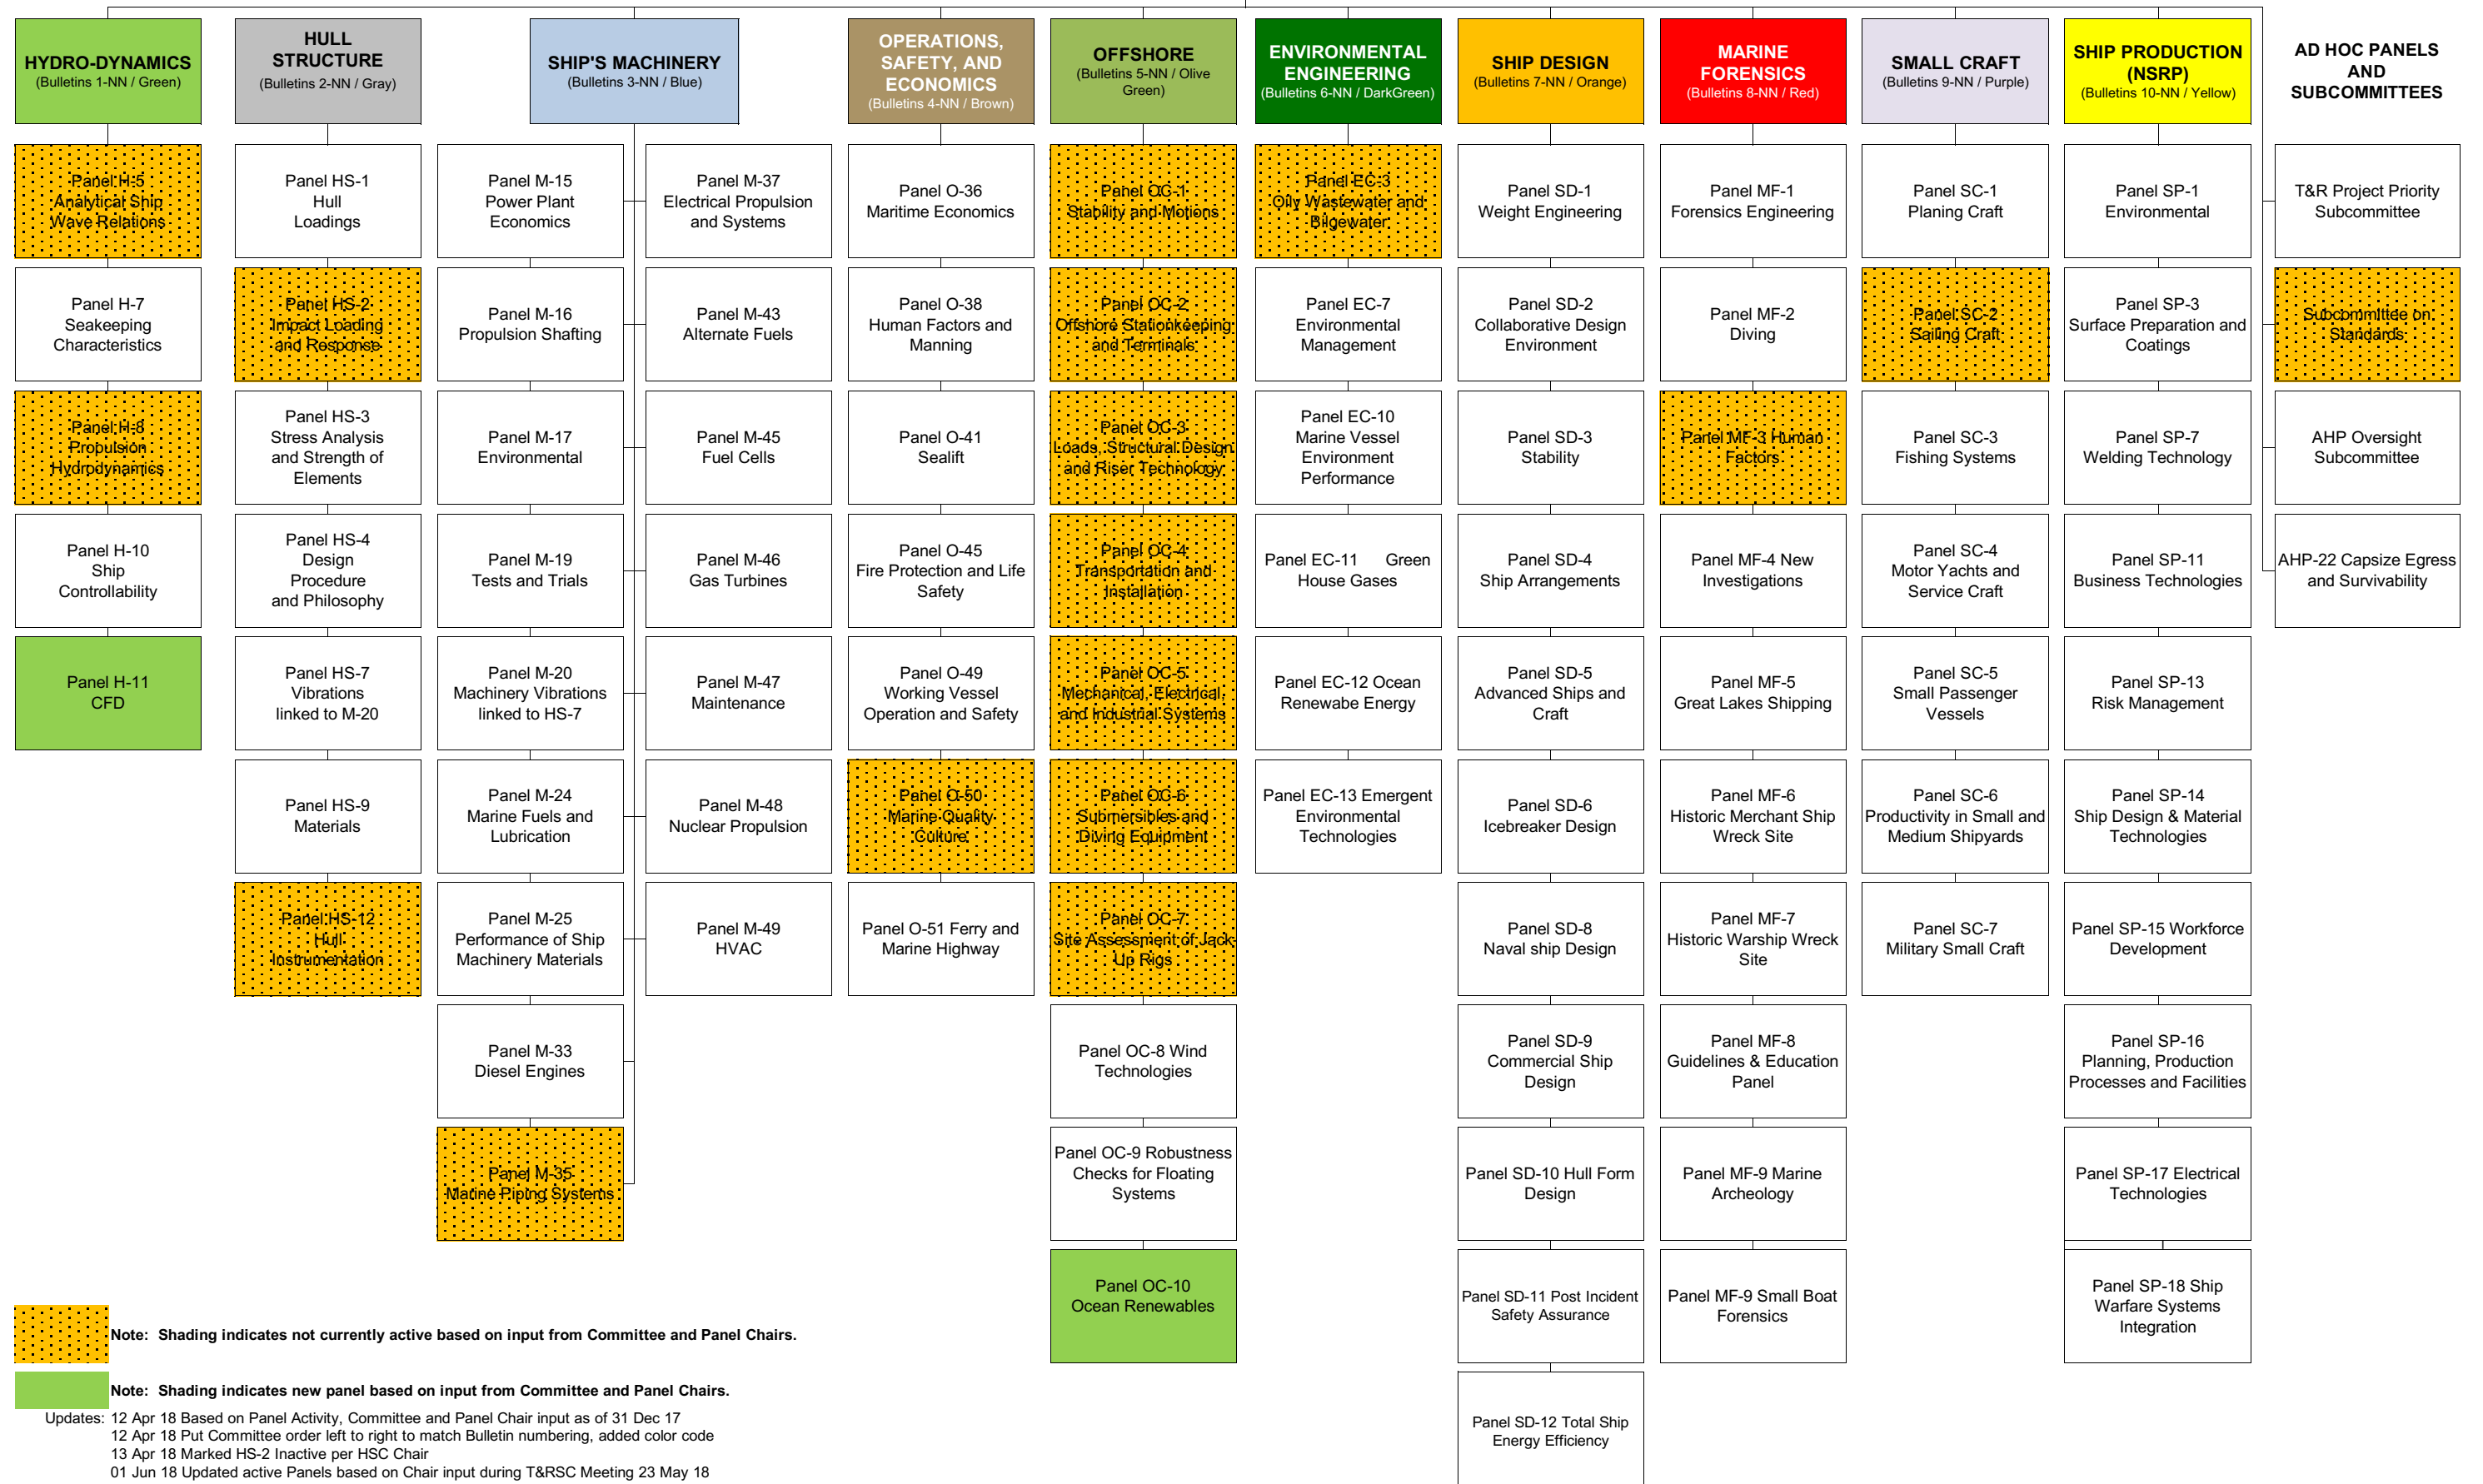 HYDRO-DYNAMICS
(Bulletins 1-NN / Green)
HULL
STRUCTURE
(Bulletins 2-NN / Gray)
SHIP'S MACHINERY
(Bulletins 3-NN / Blue)
OPERATIONS,
SAFETY, AND
ECONOMICS
(Bulletins 4-NN / Brown)
OFFSHORE
(Bulletins 5-NN / Olive
Green)
ENVIRONMENTAL
ENGINEERING
(Bulletins 6-NN / DarkGreen)
SHIP DESIGN
(Bulletins 7-NN / Orange)
MARINE
FORENSICS
(Bulletins 8-NN / Red)
SMALL CRAFT
(Bulletins 9-NN / Purple)
SHIP PRODUCTION
(NSRP)
(Bulletins 10-NN / Yellow)
AD HOC PANELS
AND
SUBCOMMITTEES
Panel H-5
Analytical Ship
Wave Relations
Panel H-7
Seakeeping
Characteristics
Panel H-8
Propulsion
Hydrodynamics
Panel H-10
Ship
Controllability
Panel H-11
CFD
Panel HS-1
Hull
Loadings
Panel HS-2
Impact Loading
and Response
Panel HS-3
Stress Analysis
and Strength of
Elements
Panel HS-4
Design
Procedure
and Philosophy
Panel HS-7
Vibrations
linked to M-20
Panel HS-9
Materials
Panel HS-12
Hull
Instrumentation
Panel M-15
Power Plant
Economics
Panel M-16
Propulsion Shafting
Panel M-17
Environmental
Panel M-19
Tests and Trials
Panel M-20
Machinery Vibrations
linked to HS-7
Panel M-24
Marine Fuels and
Lubrication
Panel M-25
Performance of Ship
Machinery Materials
Panel M-33
Diesel Engines
Panel M-35
Marine Piping Systems
Panel M-37
Electrical Propulsion
and Systems
Panel M-43
Alternate Fuels
Panel M-45
Fuel Cells
Panel M-46
Gas Turbines
Panel M-47
Maintenance
Panel M-48
Nuclear Propulsion
Panel M-49
HVAC
Panel O-36
Maritime Economics
Panel O-38
Human Factors and
Manning
Panel O-41
Sealift
Panel O-45
Fire Protection and Life
Safety
Panel O-49
Working Vessel
Operation and Safety
Panel O-50
Marine Quality
Culture
Panel O-51 Ferry and
Marine Highway
Panel OC-1
Stability and Motions
Panel OC-2
Offshore Stationkeeping
and Terminals
Panel OC-3
Loads, Structural Design
and Riser Technology
Panel OC-4
Transportation and
Installation
Panel OC-5
Mechanical, Electrical,
and Industrial Systems
Panel OC-6
Submersibles and
Diving Equipment
Panel OC-7
Site Assessment of Jack-
Up Rigs
Panel OC-8 Wind
Technologies
Panel OC-9 Robustness
Checks for Floating
Systems
Panel OC-10
Ocean Renewables
Panel EC-3
Oily Wastewater and
Bilgewater
Panel EC-7
Environmental
Management
Panel EC-10
Marine Vessel
Environment
Performance
Panel EC-11 Green
House Gases
Panel EC-12 Ocean
Renewabe Energy
Panel EC-13 Emergent
Environmental
Technologies
Panel SD-1
Weight Engineering
Panel SD-2
Collaborative Design
Environment
Panel SD-3
Stability
Panel SD-4
Ship Arrangements
Panel SD-5
Advanced Ships and
Craft
Panel SD-6
Icebreaker Design
Panel SD-8
Naval ship Design
Panel SD-9
Commercial Ship
Design
Panel SD-10 Hull Form
Design
Panel SD-11 Post Incident
Safety Assurance
Panel SD-12 Total Ship
Energy Efficiency
Panel MF-1
Forensics Engineering
Panel MF-2
Diving
Panel MF-3 Human
Factors
Panel MF-4 New
Investigations
Panel MF-5
Great Lakes Shipping
Panel MF-6
Historic Merchant Ship
Wreck Site
Panel MF-7
Historic Warship Wreck
Site
Panel MF-8
Guidelines & Education
Panel
Panel MF-9 Marine
Archeology
Panel MF-9 Small Boat
Forensics
Panel SC-1
Planing Craft
Panel SC-2
Sailing Craft
Panel SC-3
Fishing Systems
Panel SC-4
Motor Yachts and
Service Craft
Panel SC-5
Small Passenger
Vessels
Panel SC-6
Productivity in Small and
Medium Shipyards
Panel SC-7
Military Small Craft
Panel SP-1
Environmental
Panel SP-3
Surface Preparation and
Coatings
Panel SP-7
Welding Technology
Panel SP-11
Business Technologies
Panel SP-13
Risk Management
Panel SP-14
Ship Design & Material
Technologies
Panel SP-15 Workforce
Development
Panel SP-16
Planning, Production
Processes and Facilities
Panel SP-17 Electrical
Technologies
Panel SP-18 Ship
Warfare Systems
Integration
T&R Project Priority
Subcommittee
Subcommittee on
Standards
AHP Oversight
Subcommittee
AHP-22 Capsize Egress
and Survivability
Note: Shading indicates not currently active based on input from Committee and Panel Chairs.
Note: Shading indicates new panel based on input from Committee and Panel Chairs.
Updates: 12 Apr 18 Based on Panel Activity, Committee and Panel Chair input as of 31 Dec 17
12 Apr 18 Put Committee order left to right to match Bulletin numbering, added color code
13 Apr 18 Marked HS-2 Inactive per HSC Chair
01 Jun 18 Updated active Panels based on Chair input during T&RSC Meeting 23 May 18